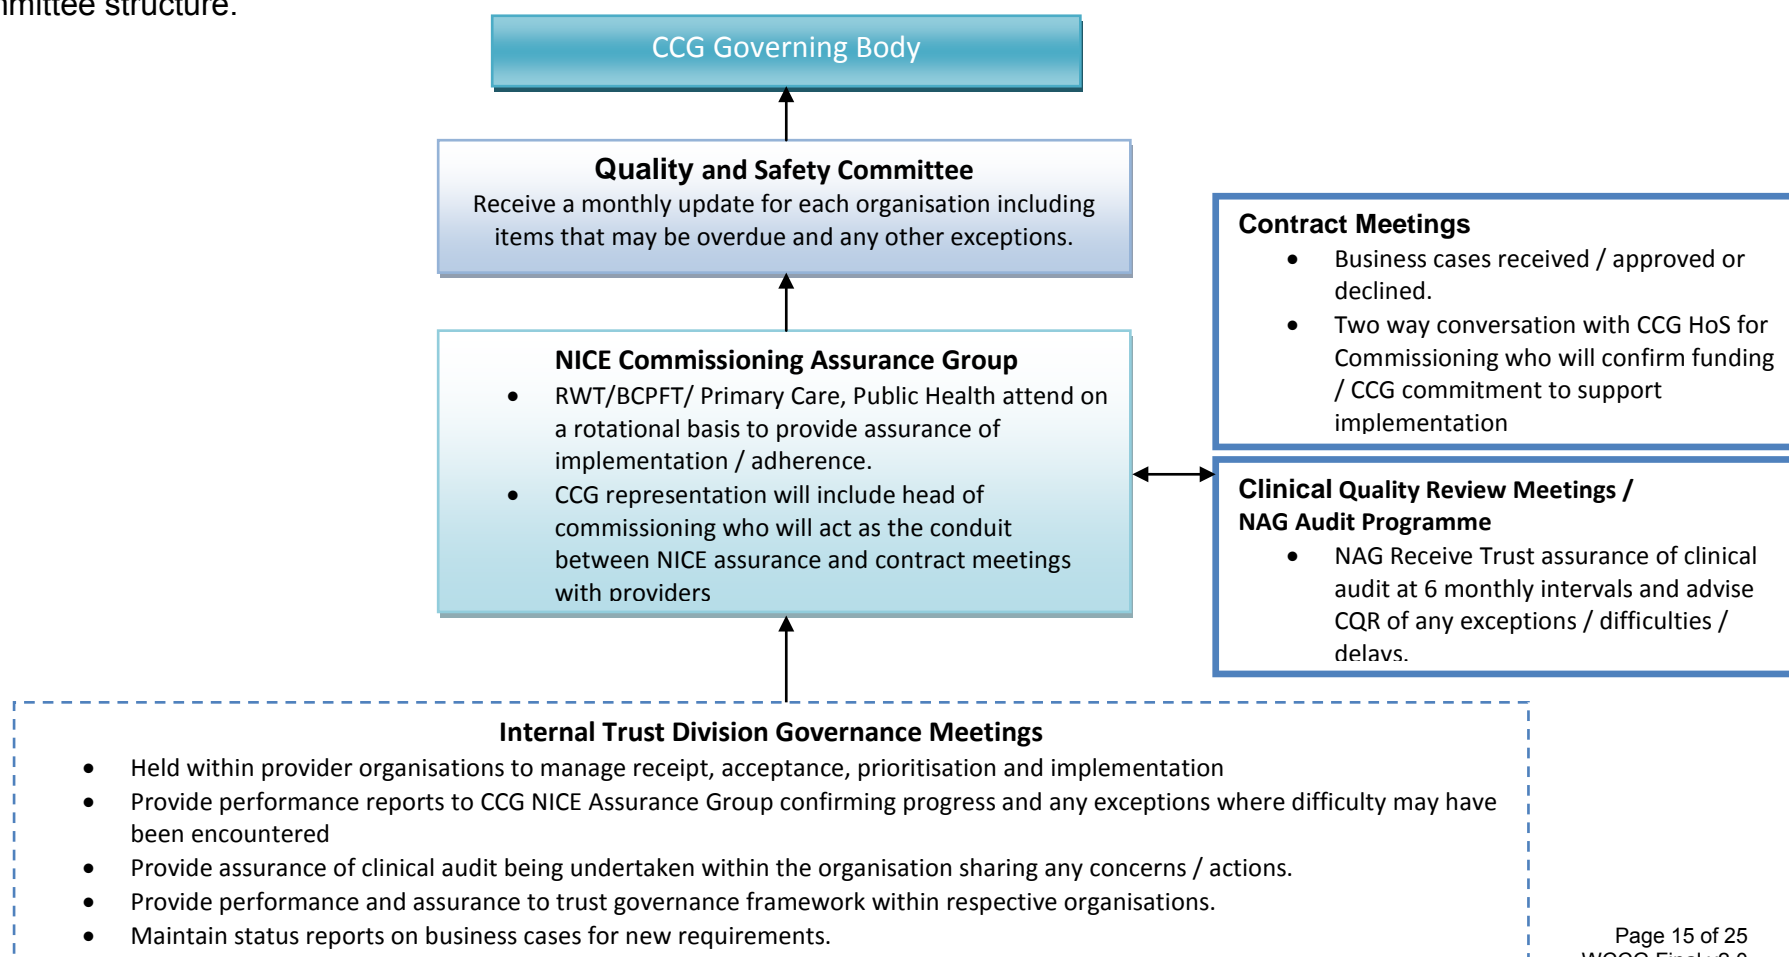 mmittee structure.
CCG Governing Body
Quality and Safety Committee
Receive a monthly update for each organisation including
items that may be overdue and any other exceptions.
NICE Commissioning Assurance Group
• RWT/BCPFT/ Primary Care, Public Health attend on
a rotational basis to provide assurance of
implementation / adherence.
• CCG representation will include head of
commissioning who will act as the conduit
between NICE assurance and contract meetings
with providers
Contract Meetings
• Business cases received / approved or
declined.
• Two way conversation with CCG HoS for
Commissioning who will confirm funding
/ CCG commitment to support
implementation
Clinical Quality Review Meetings /
NAG Audit Programme
• NAG Receive Trust assurance of clinical
audit at 6 monthly intervals and advise
CQR of any exceptions / difficulties /
delays.
Internal Trust Division Governance Meetings
• Held within provider organisations to manage receipt, acceptance, prioritisation and implementation
• Provide performance reports to CCG NICE Assurance Group confirming progress and any exceptions where difficulty may have
been encountered
• Provide assurance of clinical audit being undertaken within the organisation sharing any concerns / actions.
• Provide performance and assurance to trust governance framework within respective organisations.
• Maintain status reports on business cases for new requirements.
Page 15 of 25